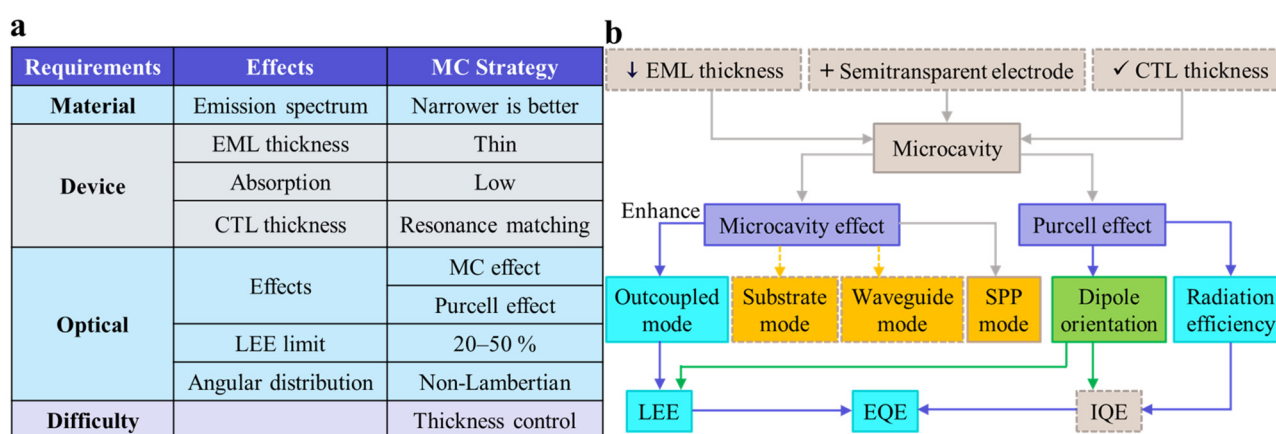 a
Requirements Effects MC Strategy
Material Emission spectrum Narrower is better
Device EML thickness Thin
Absorption Low
CTL thickness Resonance matching
Optical Effects MC effect
Purcell effect
LEE limit 20–50 %
Angular distribution Non-Lambertian
Difficulty Thickness control
b
↓ EML thickness + Semitransparent electrode ✓ CTL thickness
Microcavity
Enhance
Microcavity effect Purcell effect
Outcoupled mode
Substrate mode
Waveguide mode
SPP mode
Dipole orientation
Radiation efficiency
LEE EQE IQE